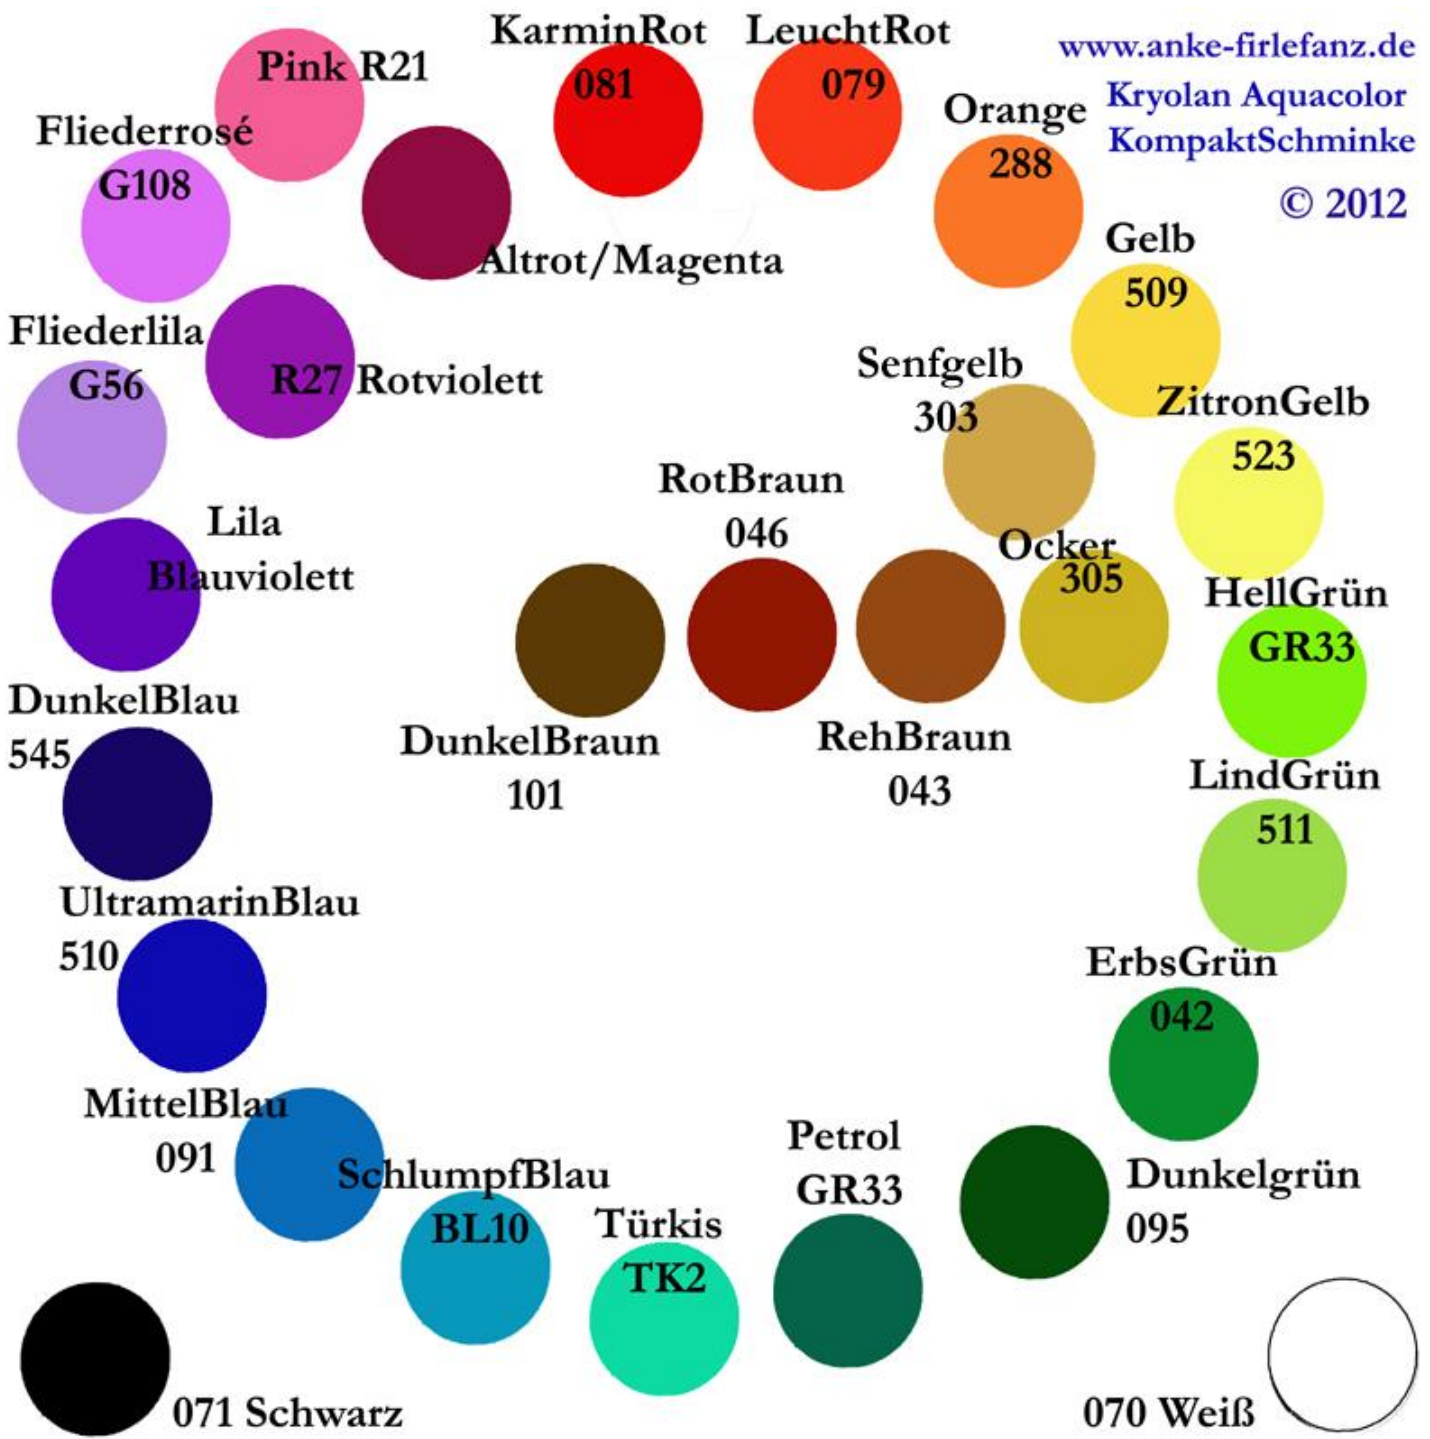 KarminRot
081
LeuchtRot
079
www.anke-firlefanz.de
Kryolan Aquacolor
KompaktSchminke
© 2012
Pink R21
Orange
288
Fliederrosé
G108
Altrot/Magenta
Gelb
509
Fliederlila
G56
R27 Rotviolett
Senfgelb
303
ZitronGelb
523
RotBraun
046
Lila
Blauviolett
Ocker
305
HellGrün
GR33
DunkelBlau
545
DunkelBraun
101
RehBraun
043
LindGrün
511
UltramarinBlau
510
ErbsGrün
042
MittelBlau
091
SchlumpfBlau
BL10
Türkis
TK2
Petrol
GR33
Dunkelgrün
095
071 Schwarz
070 Weiß